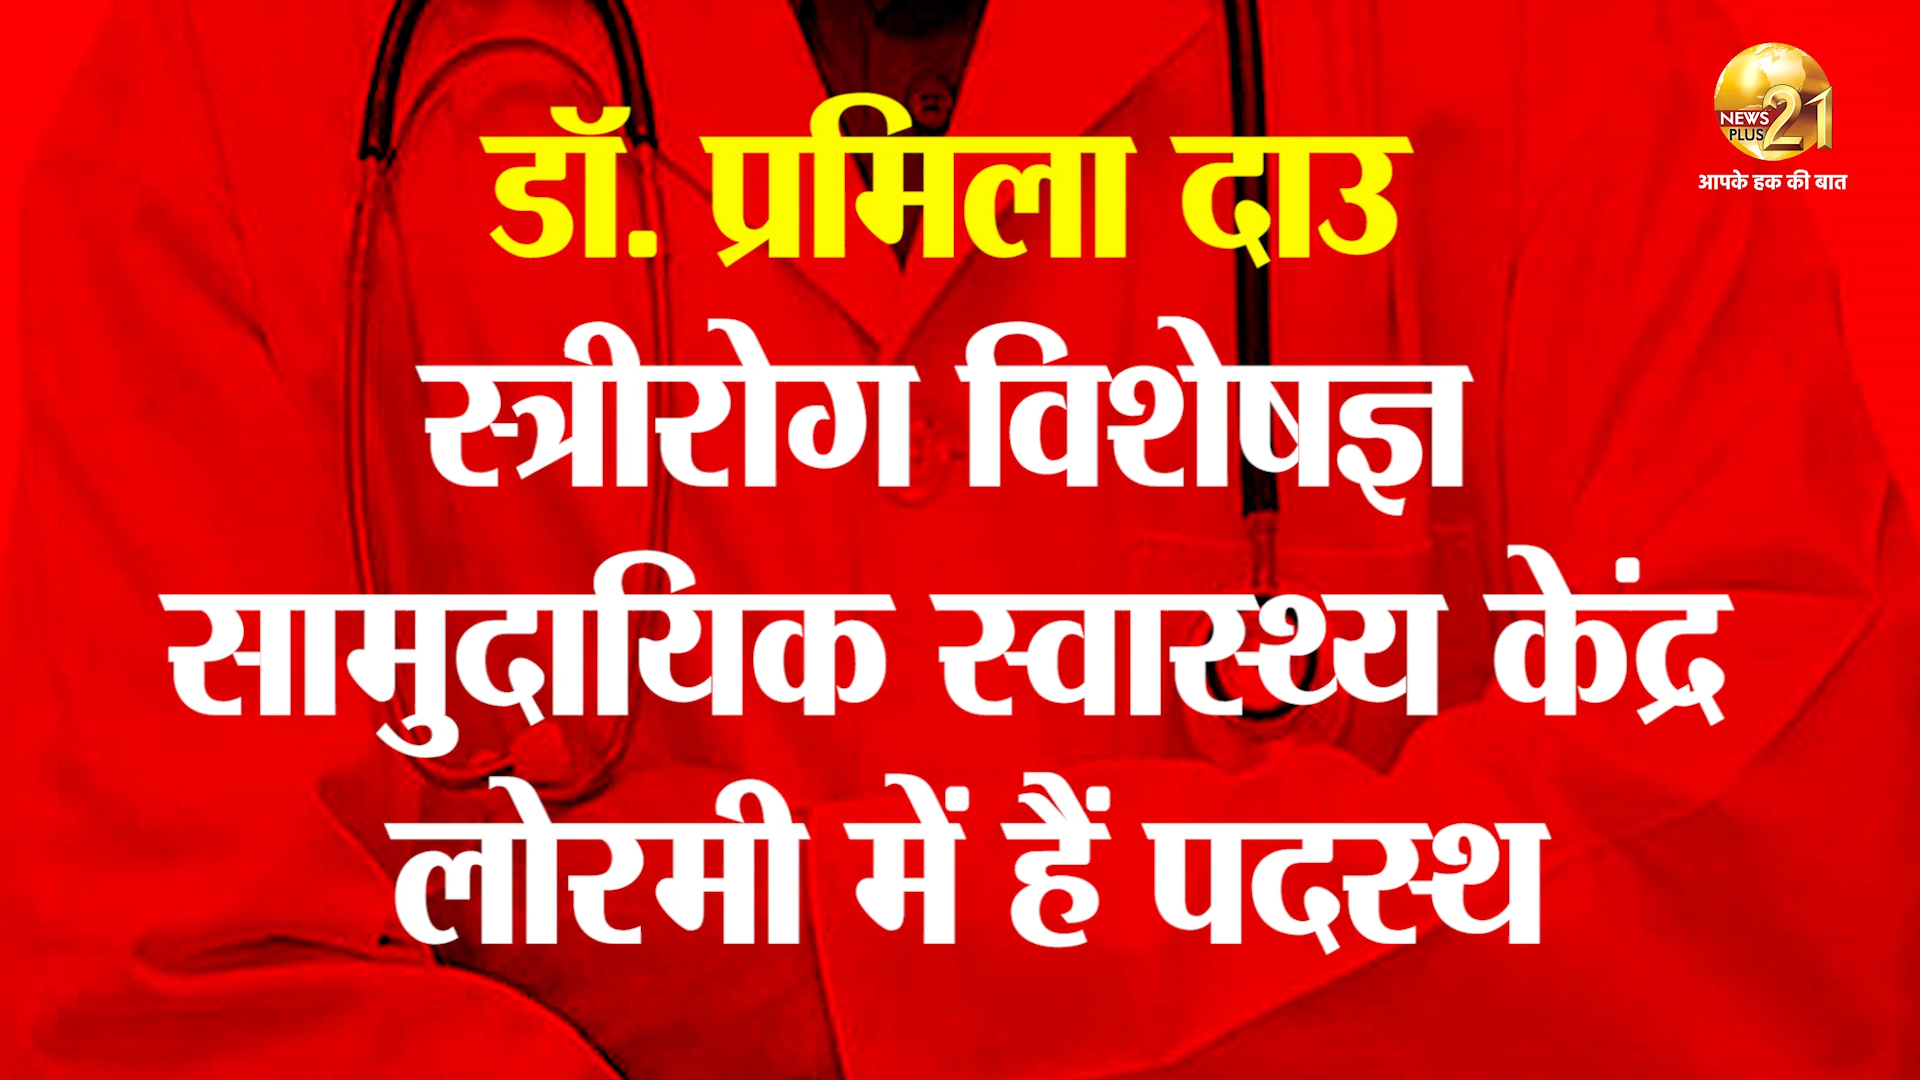 NEWS
PLUS 21
आपके हक की बात
डॉ. प्रमिला दाउ
स्त्रीरोग विशेषज्ञ
सामुदायिक स्वास्थ्य केंद्र
लोरमी में हैं पदस्थ